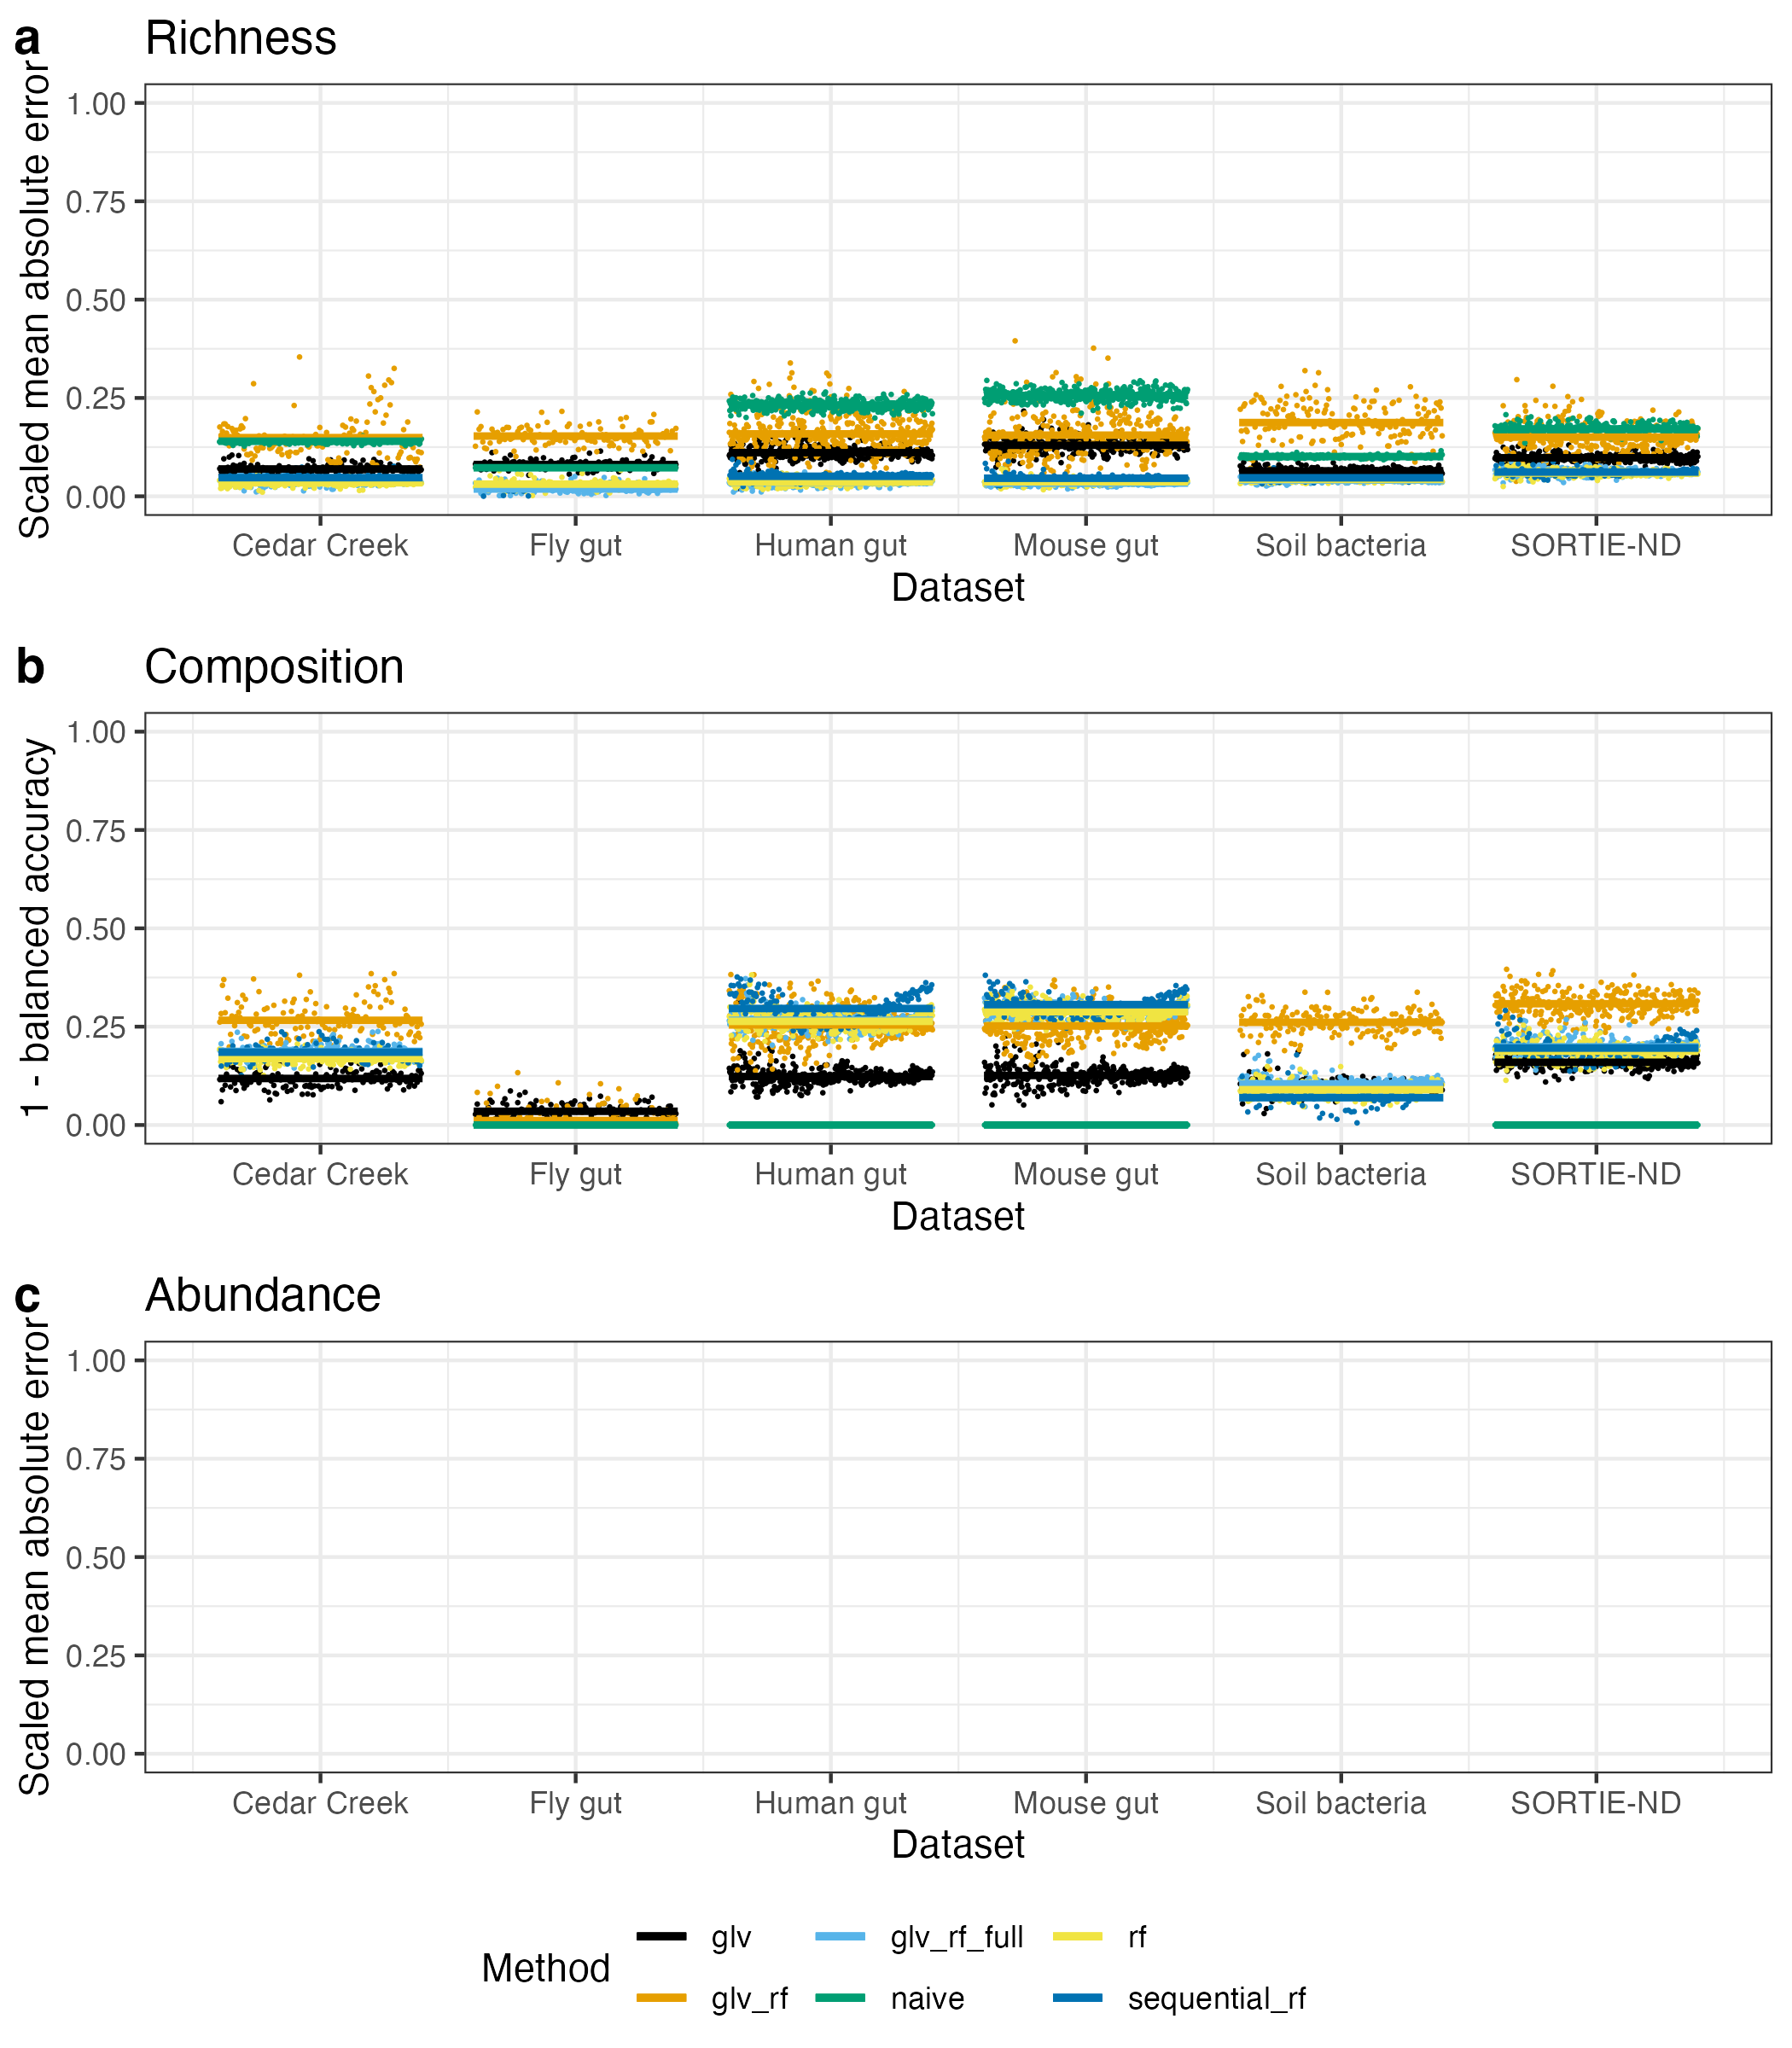 a Richness
Scaled mean absolute error
1.00
0.75
0.50
0.25
0.00
Cedar Creek Fly gut Human gut Mouse gut Soil bacteria SORTIE-ND
Dataset
b Composition
1 - balanced accuracy
1.00
0.75
0.50
0.25
0.00
Cedar Creek Fly gut Human gut Mouse gut Soil bacteria SORTIE-ND
Dataset
c Abundance
Scaled mean absolute error
1.00
0.75
0.50
0.25
0.00
Cedar Creek Fly gut Human gut Mouse gut Soil bacteria SORTIE-ND
Dataset
Method
glv glv_rf_full rf
glv_rf naive sequential_rf